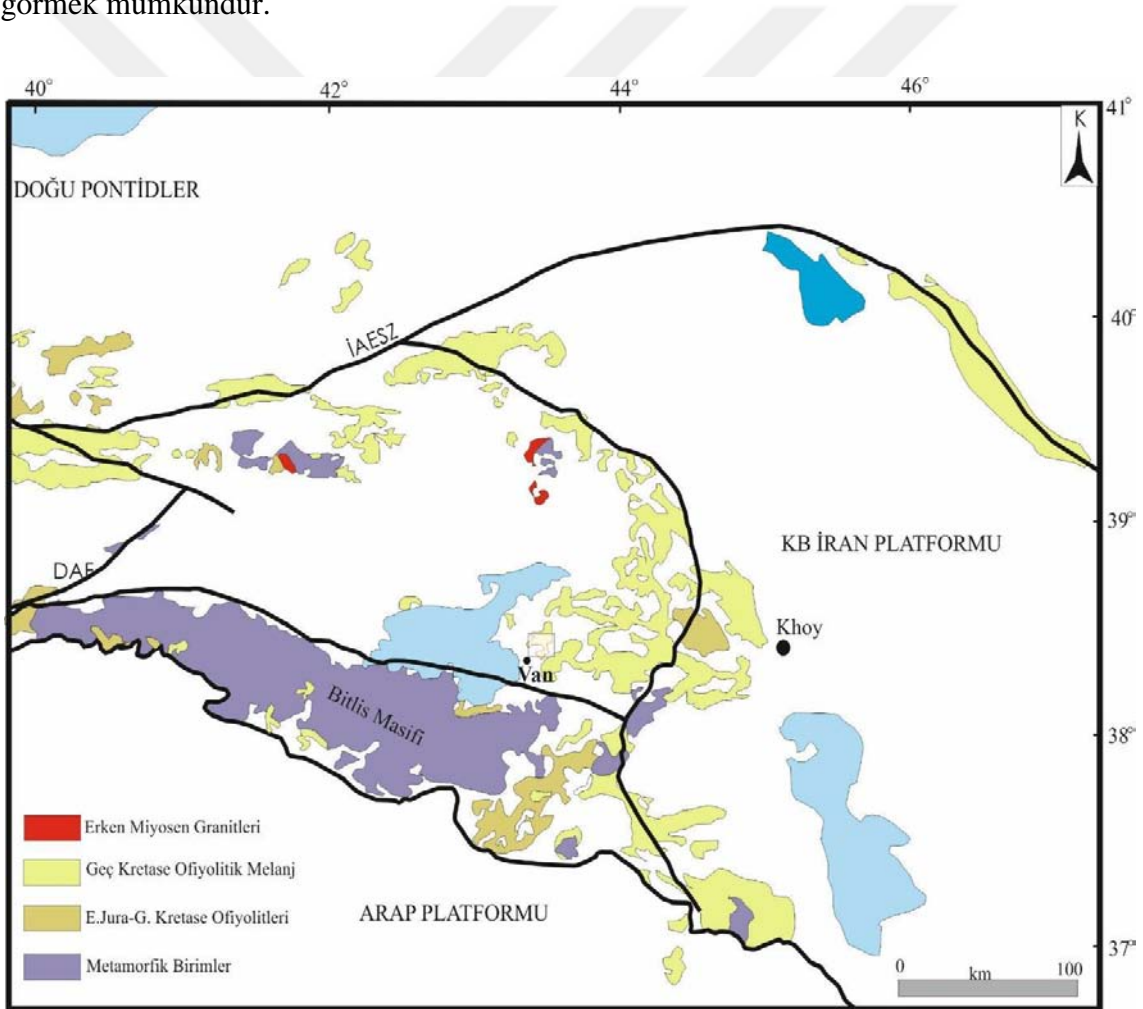 görmek mümkündür.
40° 42° 44° 46°
41°
K
DOĞU PONTİDLER
İAESZ
40°
39°
KB İRAN PLATFORMU
DAF
Khoy
Van
Bitlis Masifi
38°
Erken Miyosen Granitleri
Geç Kretase Ofiyolitik Melanj
E.Jura-G. Kretase Ofiyolitleri
ARAP PLATFORMU
Metamorfik Birimler
37°
0 km 100